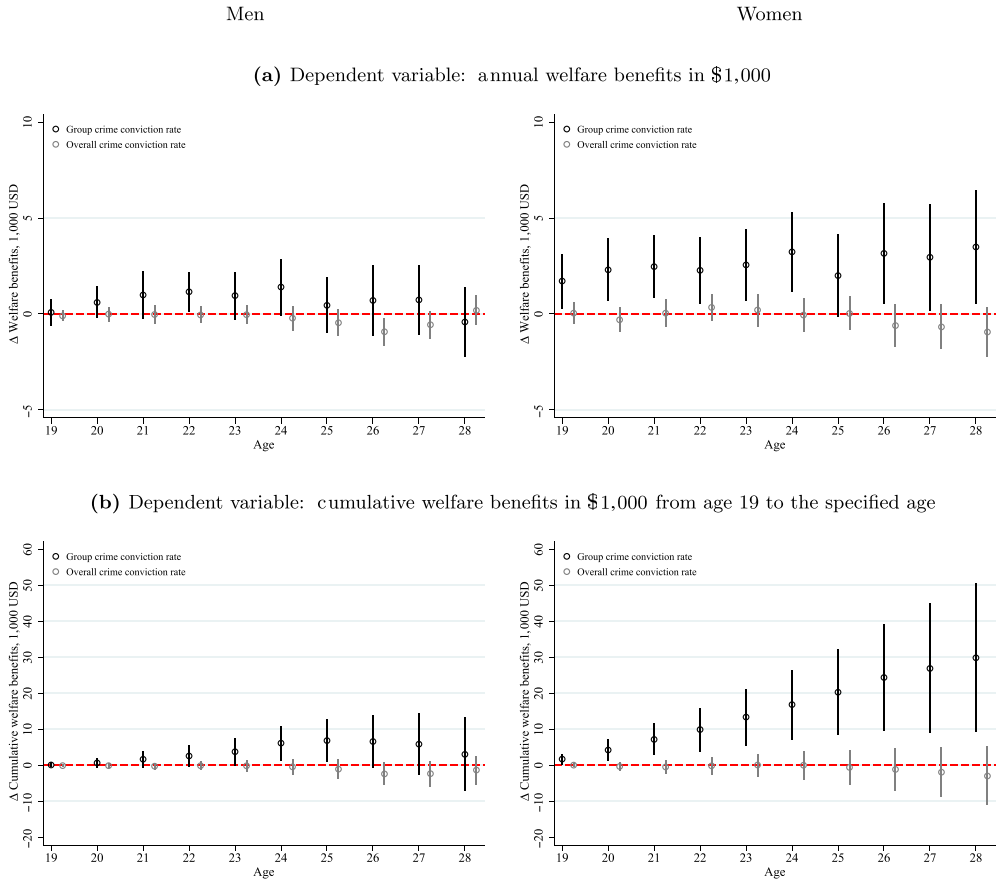 Men
Women
(a) Dependent variable: annual welfare benefits in $1,000
Δ Welfare benefits, 1,000 USD
10
5
0
−5
Group crime conviction rate
Overall crime conviction rate
19 20 21 22 23 24 25 26 27 28
Age
Δ Welfare benefits, 1,000 USD
10
5
0
−5
Group crime conviction rate
Overall crime conviction rate
19 20 21 22 23 24 25 26 27 28
Age
(b) Dependent variable: cumulative welfare benefits in $1,000 from age 19 to the specified age
Δ Cumulative welfare benefits, 1,000 USD
60
50
40
30
20
10
0
−10
−20
Group crime conviction rate
Overall crime conviction rate
19 20 21 22 23 24 25 26 27 28
Age
Δ Cumulative welfare benefits, 1,000 USD
60
50
40
30
20
10
0
−10
−20
Group crime conviction rate
Overall crime conviction rate
19 20 21 22 23 24 25 26 27 28
Age